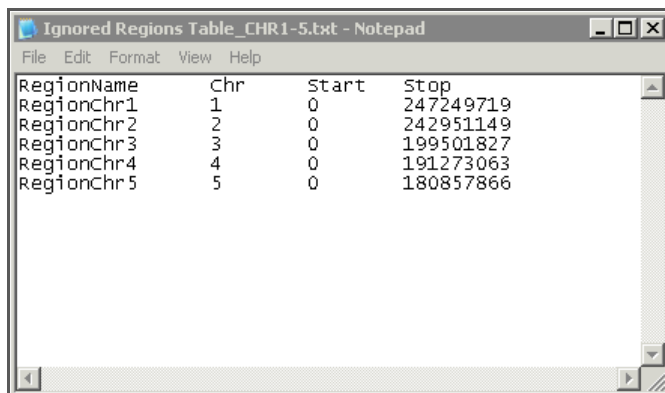 Ignored Regions Table_CHR1-5.txt - Notepad
File Edit Format View Help
RegionName Chr Start Stop
RegionChr1 1 0 247249719
RegionChr2 2 0 242951149
RegionChr3 3 0 199501827
RegionChr4 4 0 191273063
RegionChr5 5 0 180857866